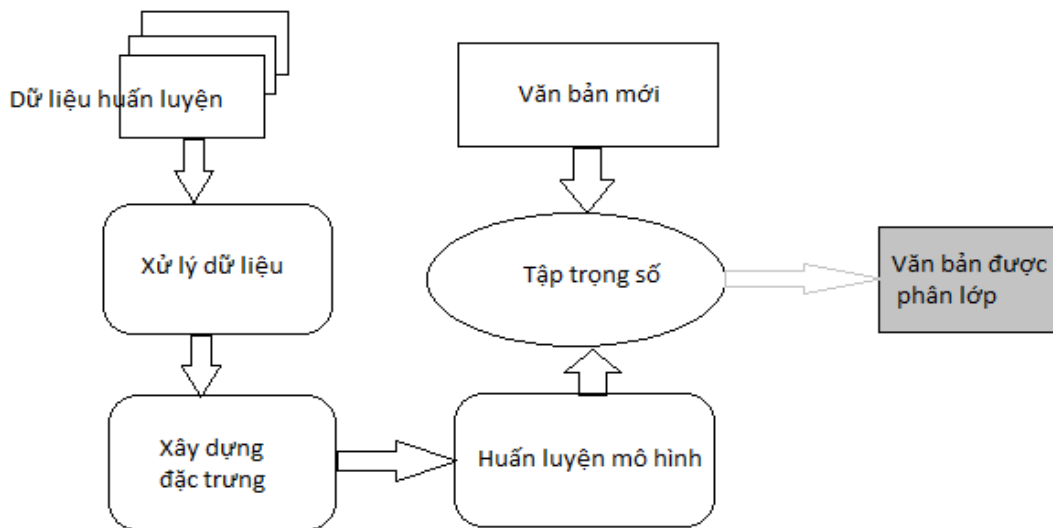 Dữ liệu huấn luyện
Văn bản mới
Xử lý dữ liệu
Tập trọng số
Văn bản được
phân lớp
Xây dựng
đặc trưng
Huấn luyện mô hình